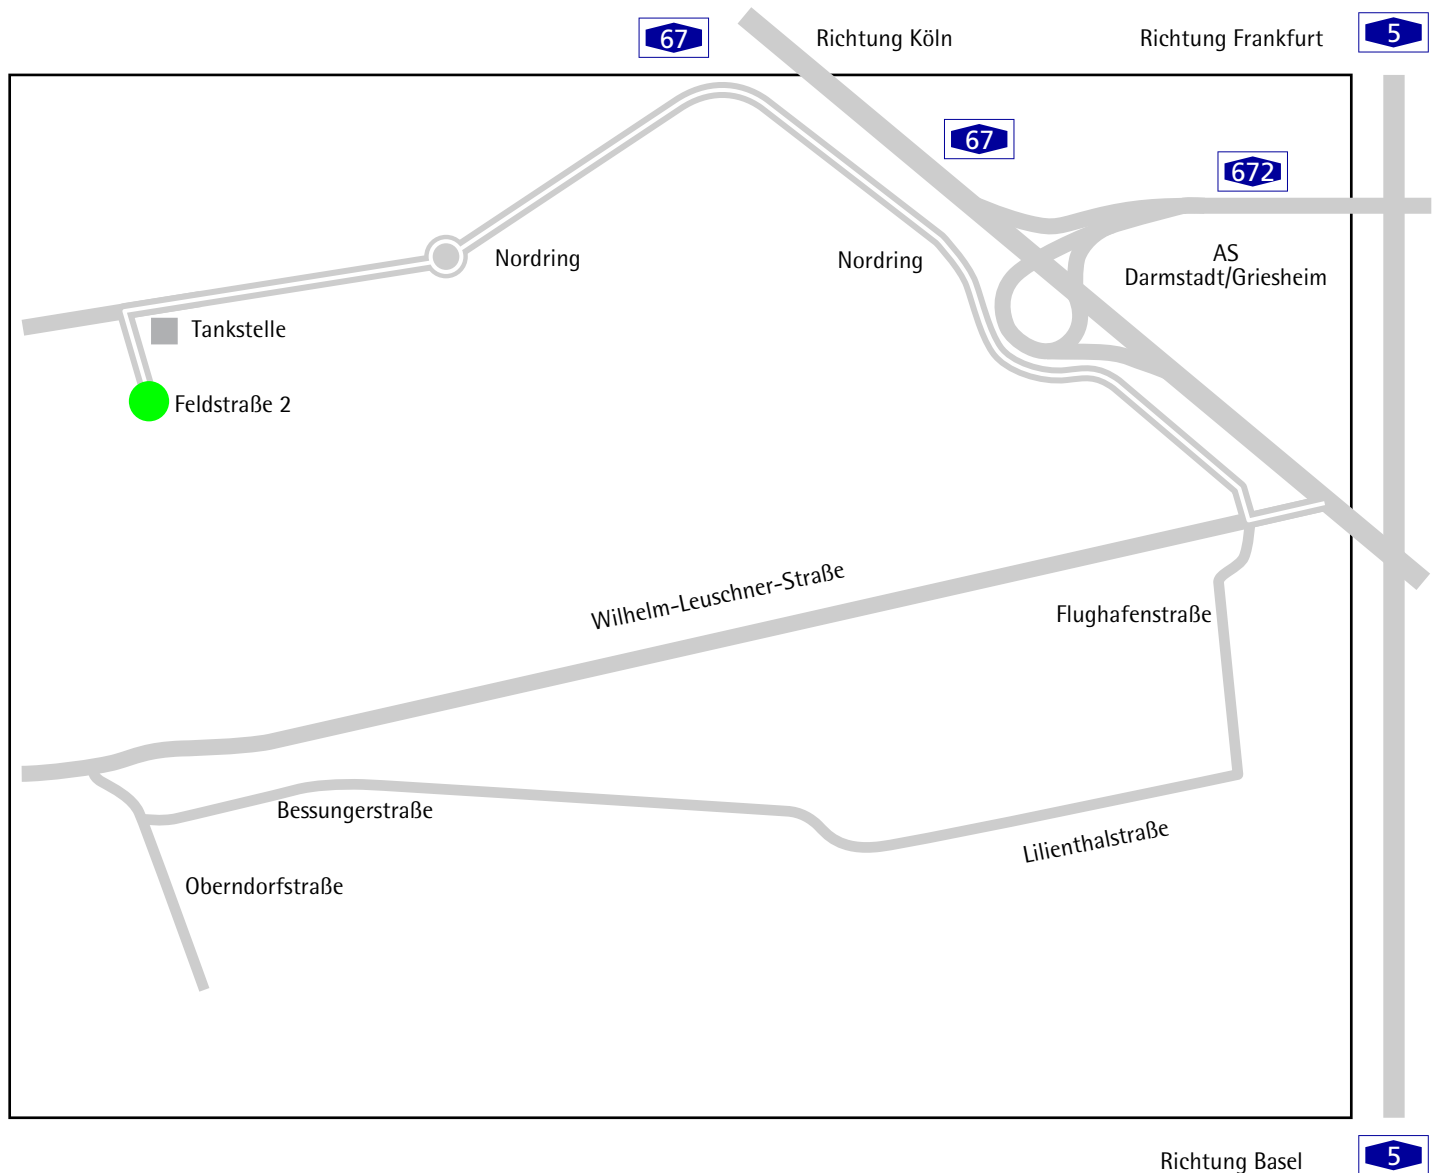 67
Richtung Köln
Richtung Frankfurt
5
67
672
Nordring
Nordring
AS
Darmstadt/Griesheim
Tankstelle
Feldstraße 2
Wilhelm-Leuschner-Straße
Flughafenstraße
Bessungerstraße
Lilienthalstraße
Oberndorfstraße
Richtung Basel
5